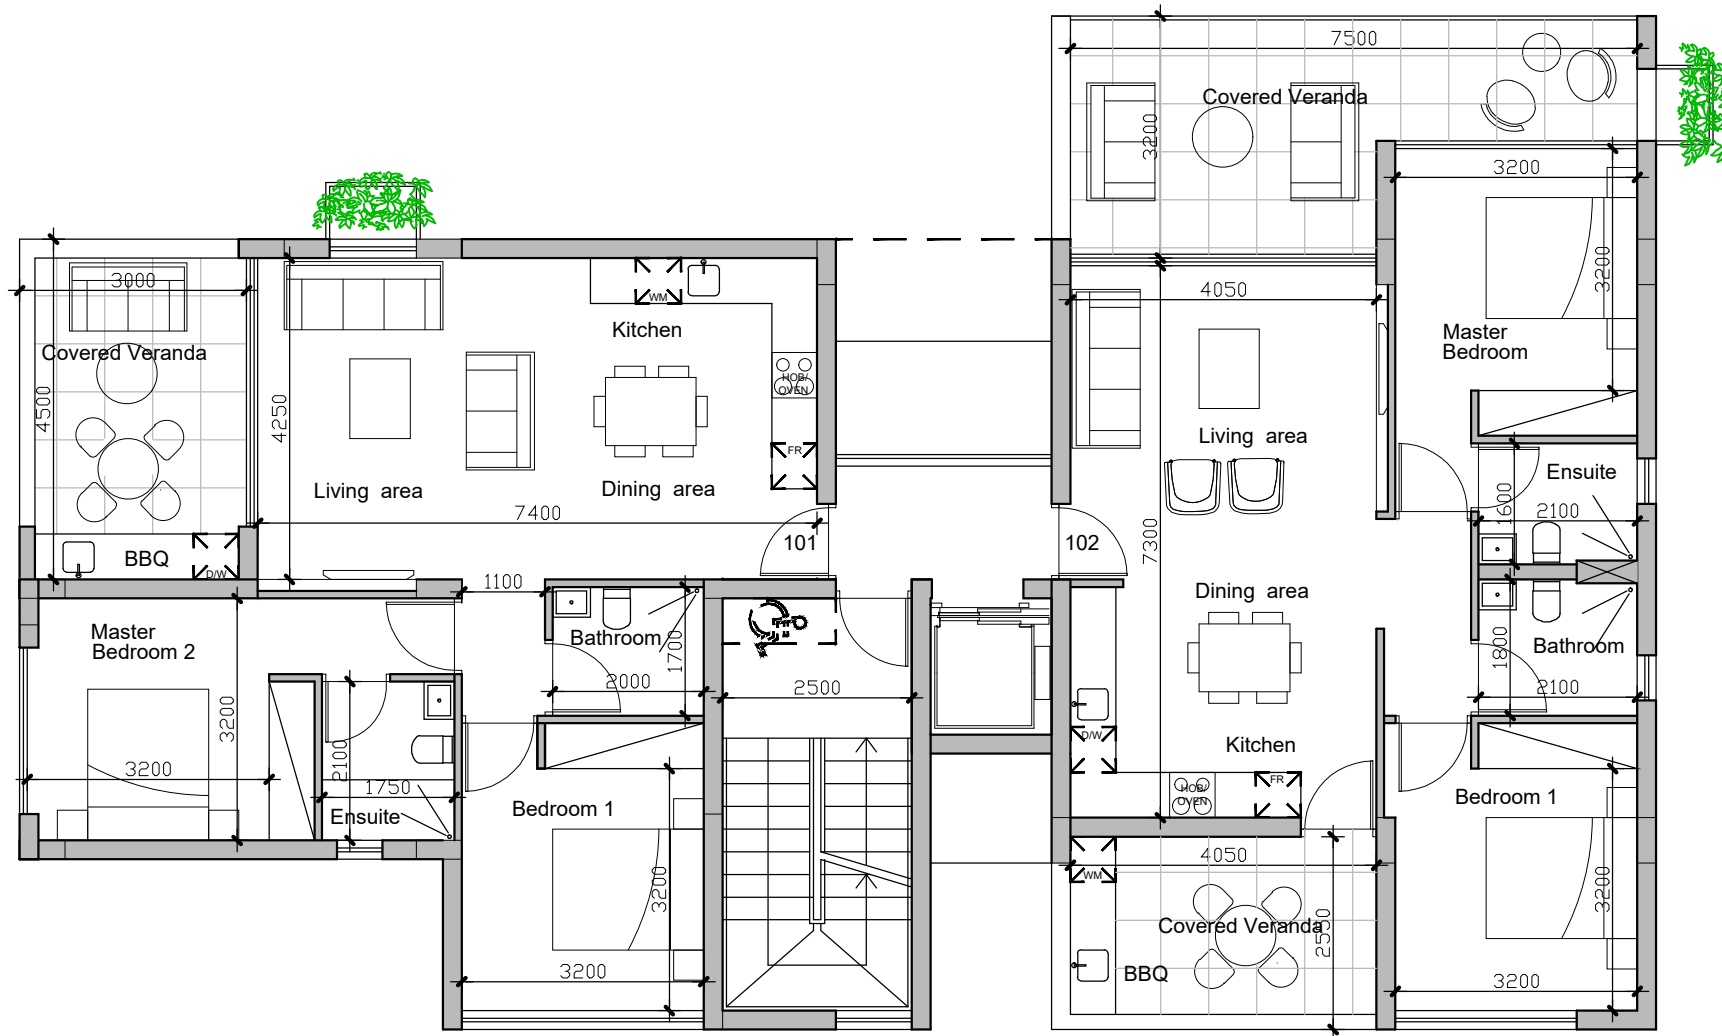 7500
Covered Veranda
3200
3200
3200
Master
Bedroom
3000
Covered Veranda
4500
4250
WM
Kitchen
HOB/
OVEN
FR
Living area
Dining area
7400
101
BBQ
D/W
4050
Living area
7300
102
Ensuite
1600
2100
Dining area
Bathroom
1800
2100
Kitchen
D/W
HOB/
OVEN
FR
Bedroom 1
3200
3200
4050
WM
Covered Veranda
2550
BBQ
1100
Master
Bedroom 2
3200
3200
2100
1750
Ensuite
Bathroom
1700
2000
2500
Bedroom 1
3200
3200